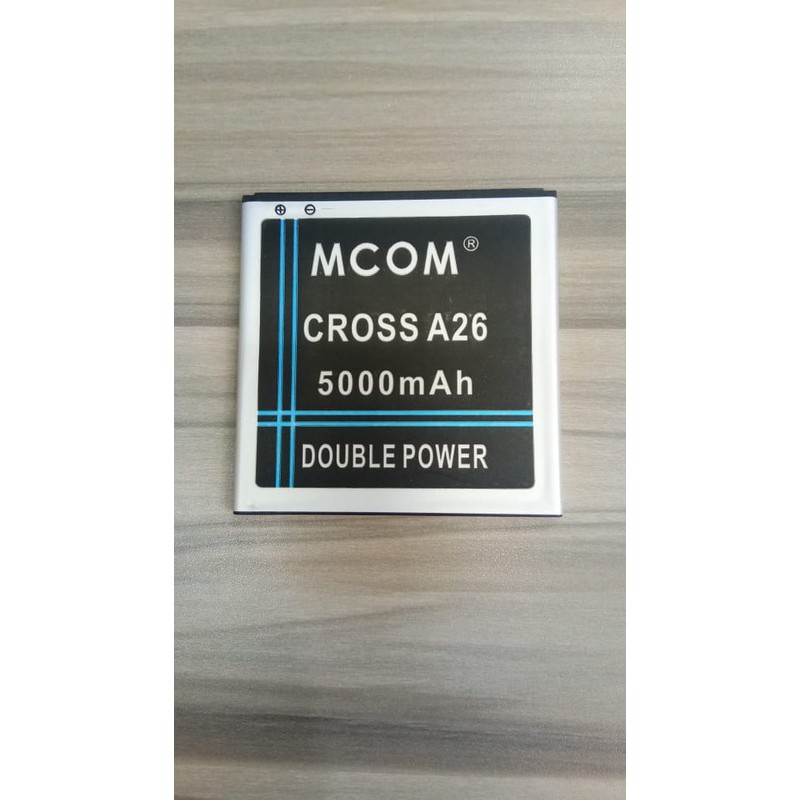 ⊕ ⊖
MCOM®
CROSS A26
5000mAh
DOUBLE POWER